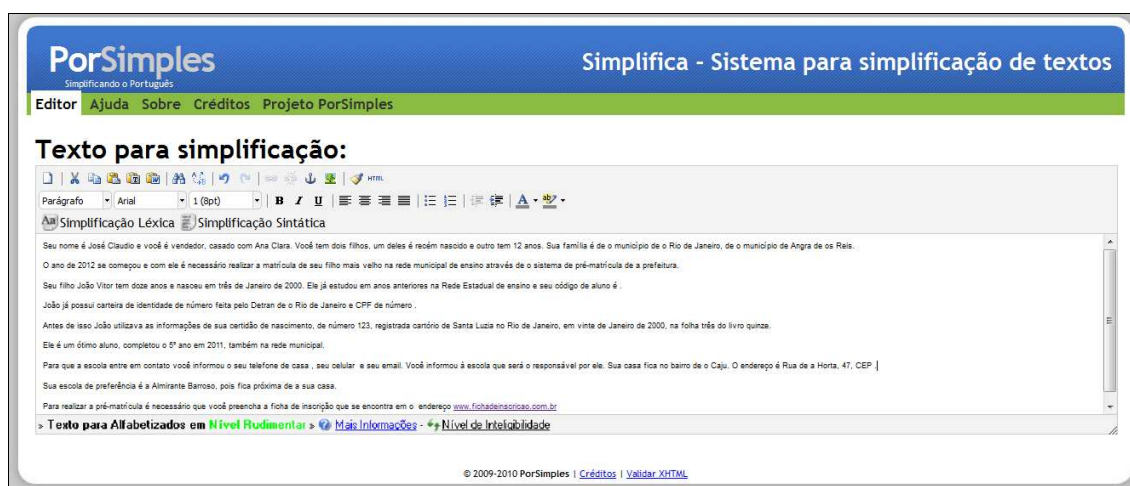 PorSimples
Simplificando o Português
Simplifica - Sistema para simplificação de textos
Editor Ajuda Sobre Créditos Projeto PorSimples
Texto para simplificação:
HTML
Parágrafo Arial 1 (8pt) B I U A ab
Aa Simplificação Léxica Simplificação Sintática
Seu nome é José Claudio e você é vendedor, casado com Ana Clara. Você tem dois filhos, um deles é recém nascido e outro tem 12 anos. Sua família é de o município de o Rio de Janeiro, de o município de Angra de os Reis.
O ano de 2012 se começou e com ele é necessário realizar a matrícula de seu filho mais velho na rede municipal de ensino através de o sistema de pré-matrícula de a prefeitura.
Seu filho João Vitor tem doze anos e nasceu em três de Janeiro de 2000. Ele já estudou em anos anteriores na Rede Estadual de ensino e seu código de aluno é .
João já possui carteira de identidade de número feita pelo Detran de o Rio de Janeiro e CPF de número .
Antes de isso João utilizava as informações de sua certidão de nascimento, de número 123, registrada cartório de Santa Luzia no Rio de Janeiro, em vinte de Janeiro de 2000, na folha três do livro quinze.
Ele é um ótimo aluno, completou o 5º ano em 2011, também na rede municipal.
Para que a escola entre em contato você informou o seu telefone de casa , seu celular e seu email. Você informou á escola que será o responsável por ele. Sua casa fica no bairro de o Caju. O endereço é Rua de a Horta, 47, CEP .
Sua escola de preferência é a Almirante Barroso, pois fica próxima de a sua casa.
Para realizar a pré-matrícula é necessário que você preencha a ficha de inscrição que se encontra em o endereço www.fichadeinscricao.com.br
» Texto para Alfabetizados em Nível Rudimentar » Mais Informações - Nível de Inteligibilidade
© 2009-2010 PorSimples | Créditos | Validar XHTML